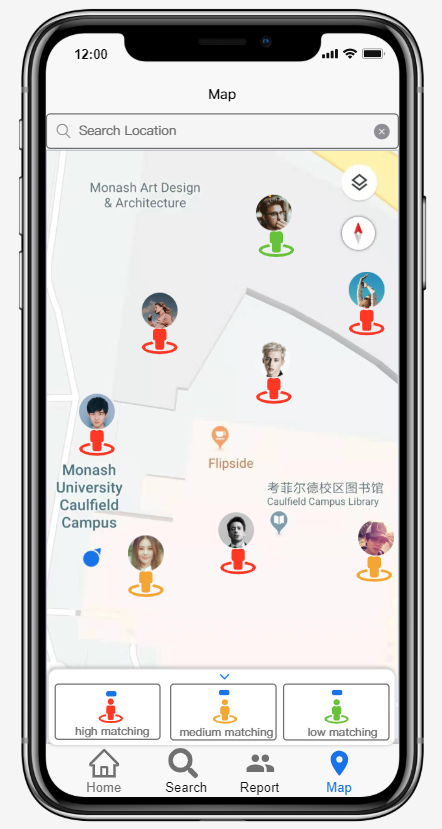 12:00
Map
Search Location
Monash Art Design
& Architecture
Flipside
Monash
University
Caulfield
Campus
考菲尔德校区图书馆
Caulfield Campus Library
high matching
medium matching
low matching
Home
Search
Report
Map